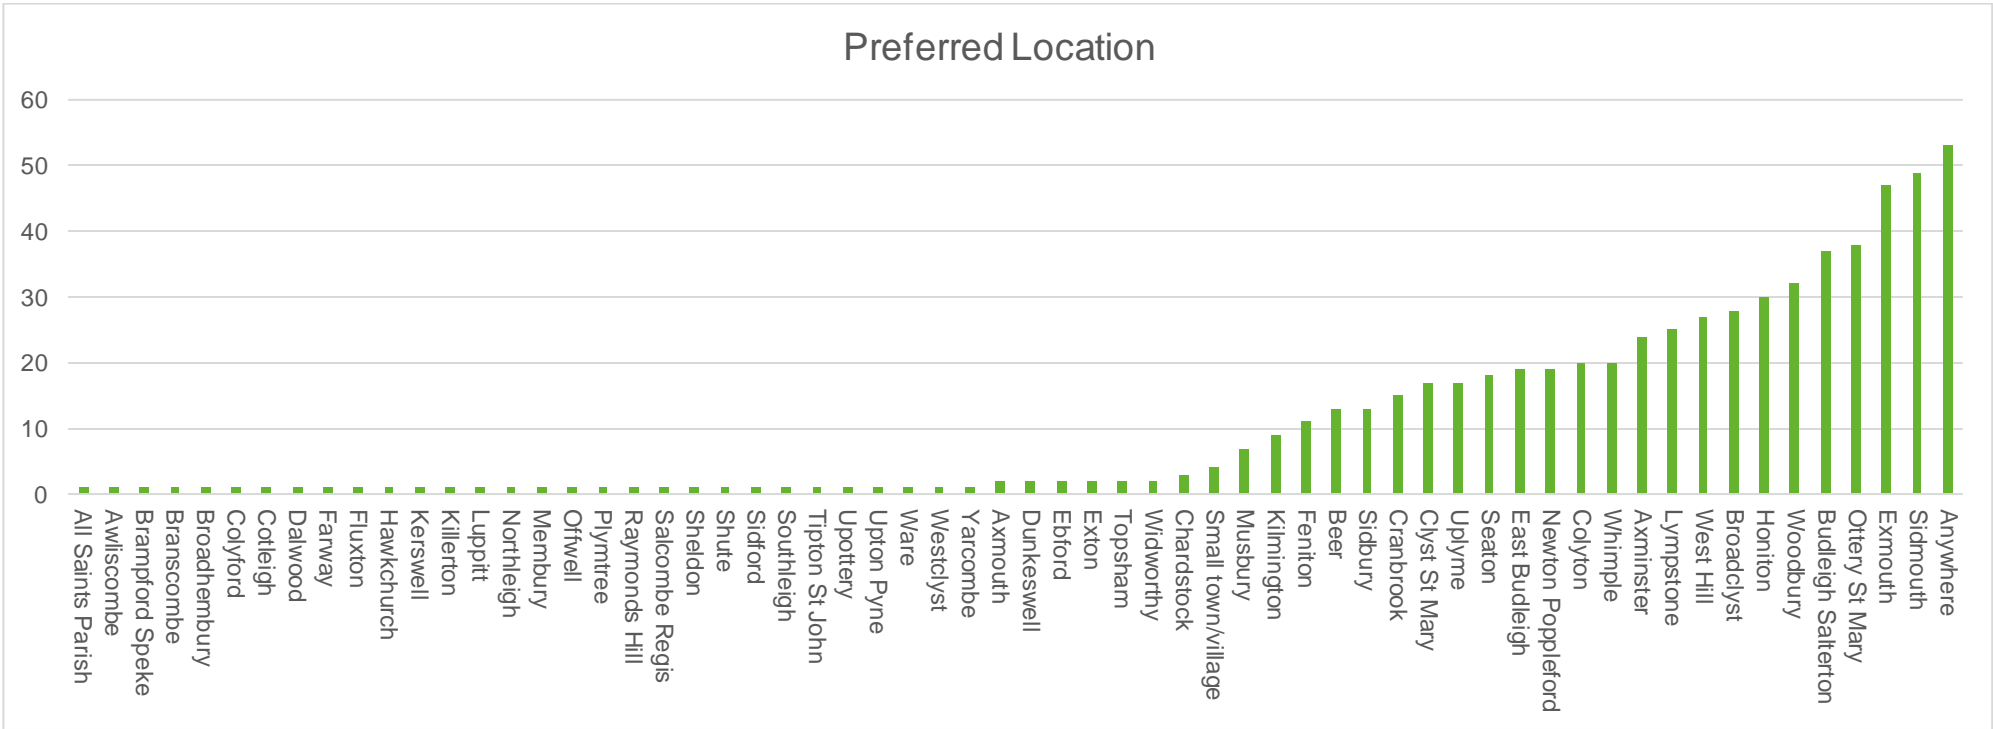 Preferred Location
60
50
40
30
20
10
0
All Saints Parish
Awliscombe
Brampford Speke
Branscombe
Broadhembury
Colyford
Cotleigh
Dalwood
Farway
Fluxton
Hawkchurch
Kerswell
Killerton
Luppitt
Northleigh
Membury
Offwell
Plymtree
Raymonds Hill
Salcombe Regis
Sheldon
Shute
Sidford
Southleigh
Tipton St John
Upottery
Upton Pyne
Ware
Westclyst
Yarcombe
Axmouth
Dunkeswell
Ebford
Exton
Topsham
Widworthy
Chardstock
Small town/village
Musbury
Kilmington
Feniton
Beer
Sidbury
Cranbrook
Clyst St Mary
Uplyme
Seaton
East Budleigh
Newton Poppleford
Colyton
Whimple
Axminster
Lympstone
West Hill
Broadclyst
Honiton
Woodbury
Budleigh Salterton
Ottery St Mary
Exmouth
Sidmouth
Anywhere